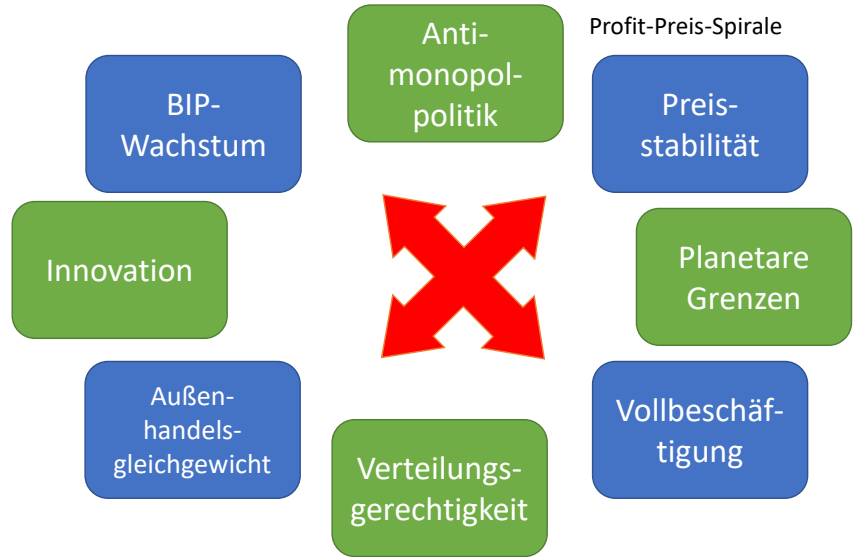 Anti-
monopol-
politik
Profit-Preis-Spirale
BIP-
Wachstum
Preis-
stabilität
Innovation
Planetare
Grenzen
Außen-
handels-
gleichgewicht
Vollbeschäf-
tigung
Verteilungs-
gerechtigkeit